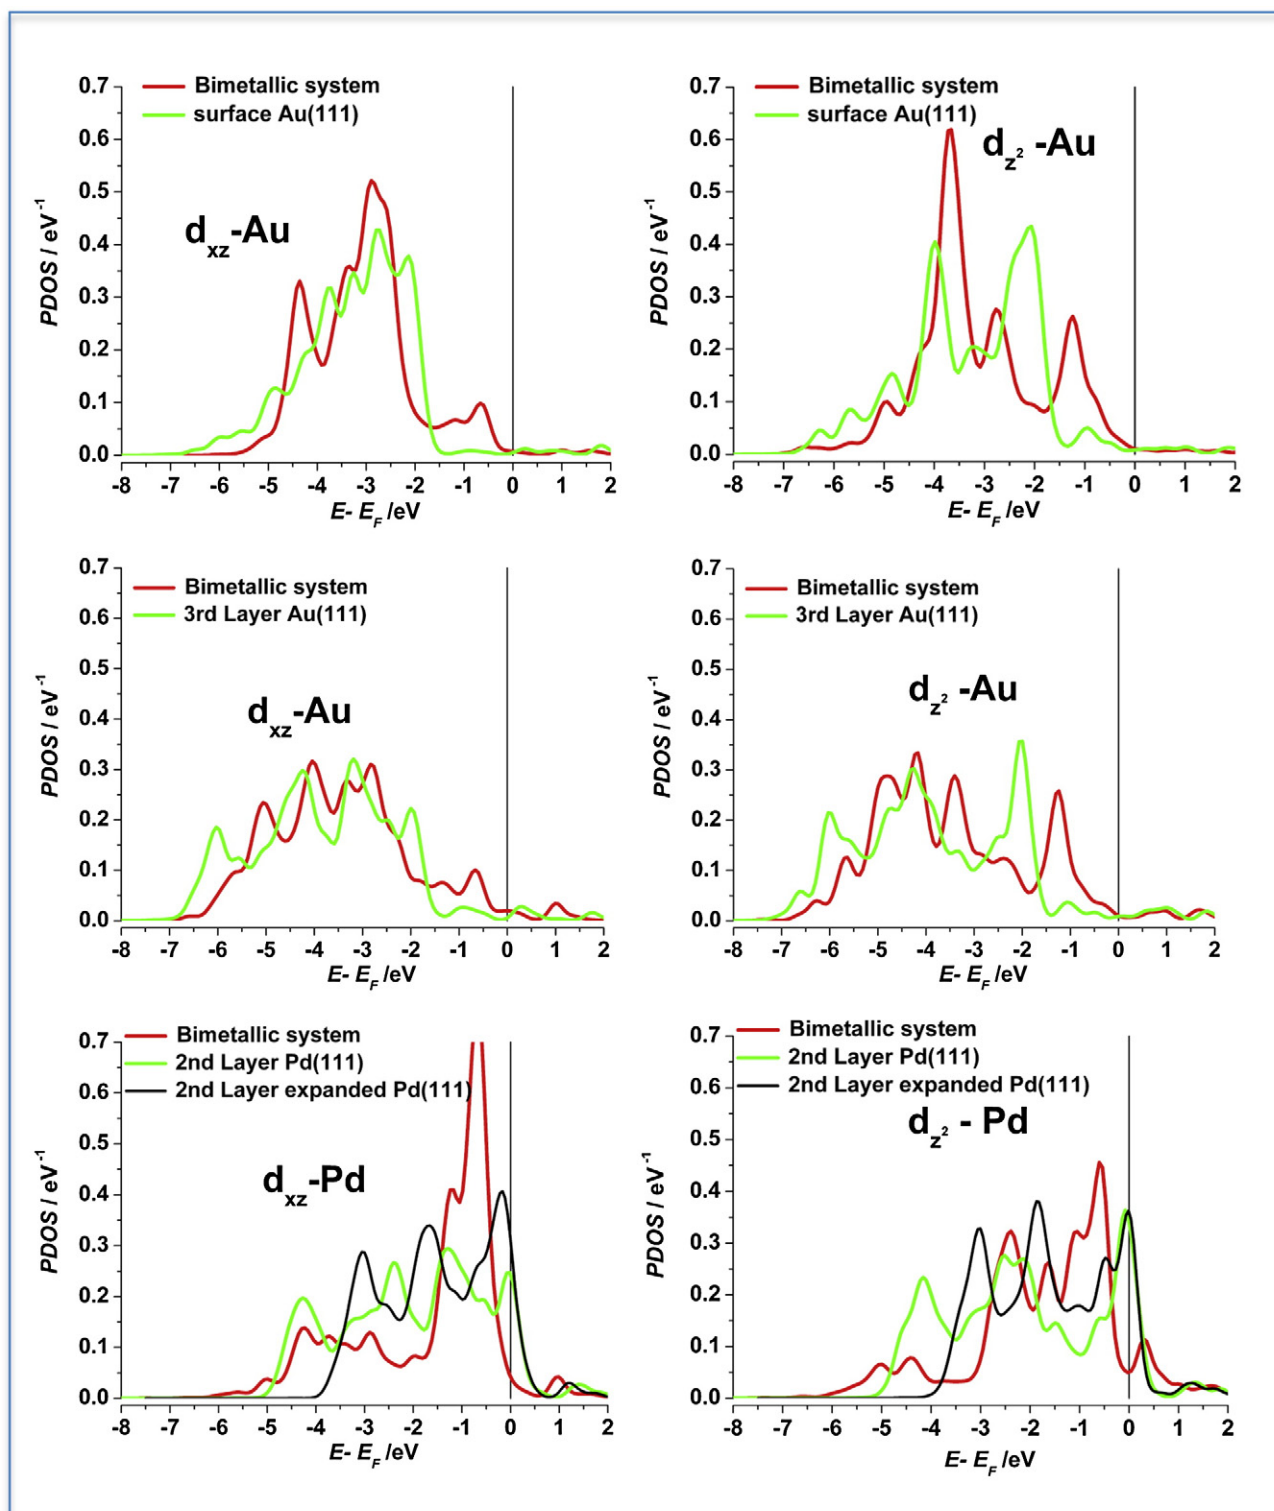 Bimetallic system
surface Au(111)
d_xz-Au
PDOS / eV⁻¹
0.7
0.6
0.5
0.4
0.3
0.2
0.1
0.0
-8 -7 -6 -5 -4 -3 -2 -1 0 1 2
E- E_F /eV
Bimetallic system
surface Au(111)
d_z² -Au
PDOS / eV⁻¹
0.7
0.6
0.5
0.4
0.3
0.2
0.1
0.0
-8 -7 -6 -5 -4 -3 -2 -1 0 1 2
E- E_F /eV
Bimetallic system
3rd Layer Au(111)
d_xz-Au
PDOS / eV⁻¹
0.7
0.6
0.5
0.4
0.3
0.2
0.1
0.0
-8 -7 -6 -5 -4 -3 -2 -1 0 1 2
E- E_F /eV
Bimetallic system
3rd Layer Au(111)
d_z² -Au
PDOS / eV⁻¹
0.7
0.6
0.5
0.4
0.3
0.2
0.1
0.0
-8 -7 -6 -5 -4 -3 -2 -1 0 1 2
E- E_F /eV
Bimetallic system
2nd Layer Pd(111)
2nd Layer expanded Pd(111)
d_xz-Pd
PDOS / eV⁻¹
0.7
0.6
0.5
0.4
0.3
0.2
0.1
0.0
-8 -7 -6 -5 -4 -3 -2 -1 0 1 2
E- E_F /eV
Bimetallic system
2nd Layer Pd(111)
2nd Layer expanded Pd(111)
d_z² - Pd
PDOS / eV⁻¹
0.7
0.6
0.5
0.4
0.3
0.2
0.1
0.0
-8 -7 -6 -5 -4 -3 -2 -1 0 1 2
E- E_F /eV